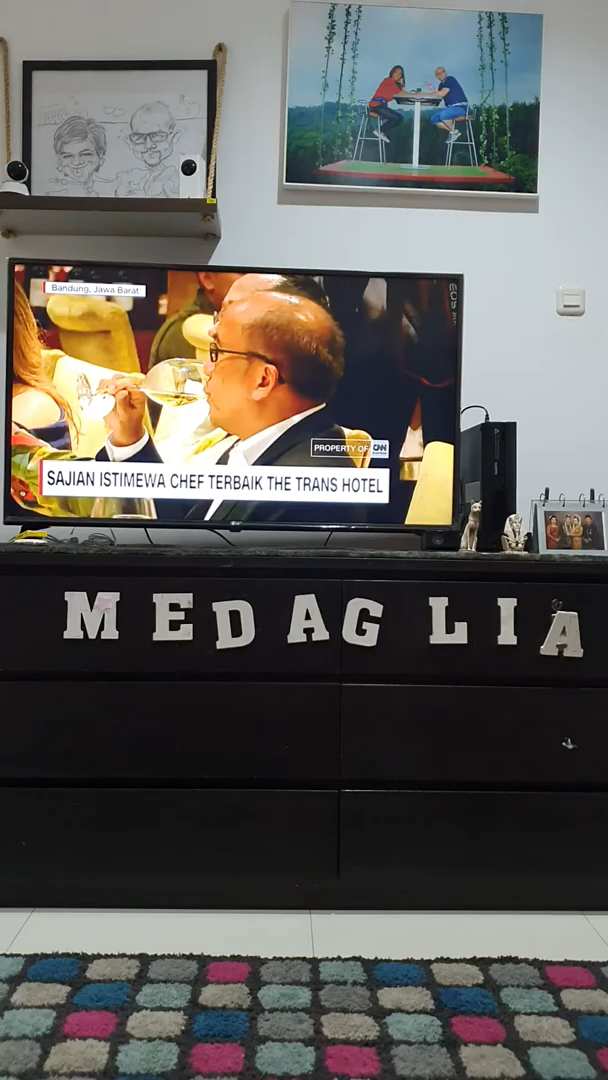 Bandung, Jawa Barat
PROPERTY OF CNN
SAJIAN ISTIMEWA CHEF TERBAIK THE TRANS HOTEL
MEDAGLIA